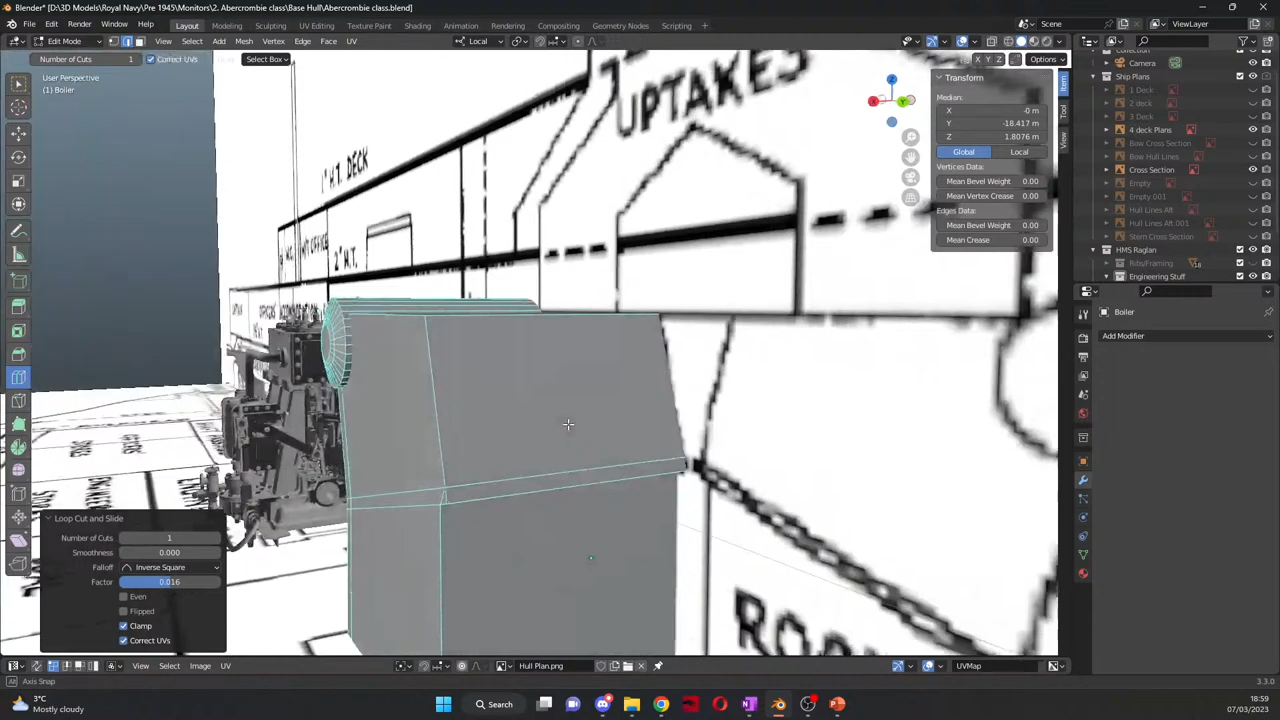 Blender* [D:\3D Models\Royal Navy\Pre 1945\Monitors\2. Abercrombie class\Base Hull\Abercrombie class.blend]
File Edit Render Window Help Layout Modeling Sculpting UV Editing Texture Paint Shading Animation Rendering Compositing Geometry Nodes Scripting + Scene ViewLayer
Edit Mode View Select Add Mesh Vertex Edge Face UV Local
Number of Cuts 1 Correct UVs Select Box X Y Z Options
User Perspective
(1) Boiler
UPTAKES
1" H.T. DECK
2" M.T.
Z
X Y
Transform
Median:
X -0 m
Y -18.417 m
Z 1.8076 m
Global Local
Vertices Data:
Mean Bevel Weight 0.00
Mean Vertex Crease 0.00
Edges Data:
Mean Bevel Weight 0.00
Mean Crease 0.00
Item
Tool
View
Collection
Camera
Ship Plans
1 Deck
2 deck
3 Deck
4 deck Plans
Bow Cross Section
Bow Hull Lines
Cross Section
Empty
Empty 001
Hull Lines Aft
Hull Lines Aft.001
Stern Cross Section
HMS Raglan
Ribs/Framing 18
Engineering Stuff
Boiler
Add Modifier
Loop Cut and Slide
Number of Cuts 1
Smoothness 0.000
Falloff Inverse Square
Factor 0.016
Even
Flipped
Clamp
Correct UVs
View Select Image UV Hull Plan.png UVMap
Axis Snap 3.3.0
3°C
Mostly cloudy
Search
18:59
07/03/2023